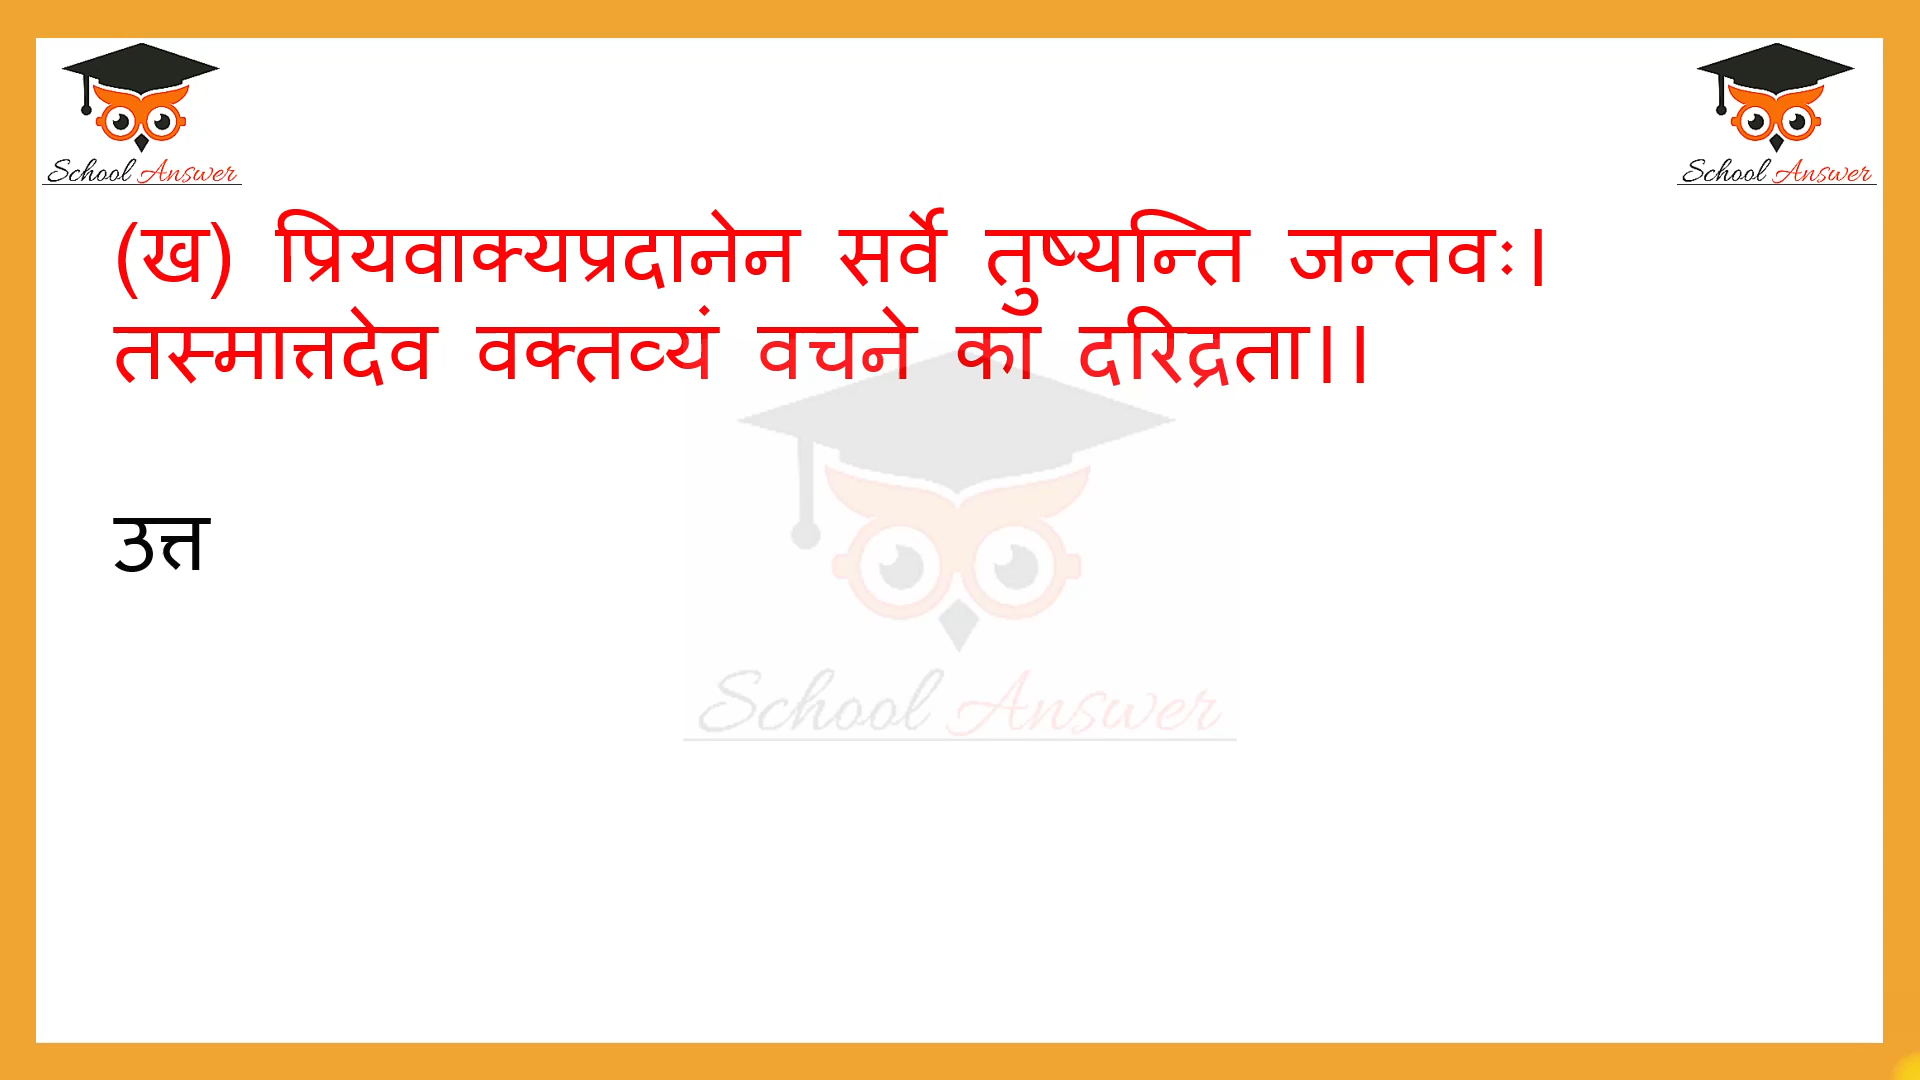 School Answer
School Answer
(ख) प्रियवाक्यप्रदानेन सर्वे तुष्यन्ति जन्तवः।
तस्मात्तदेव वक्तव्यं वचने का दरिद्रता।।
उत्त
School Answer